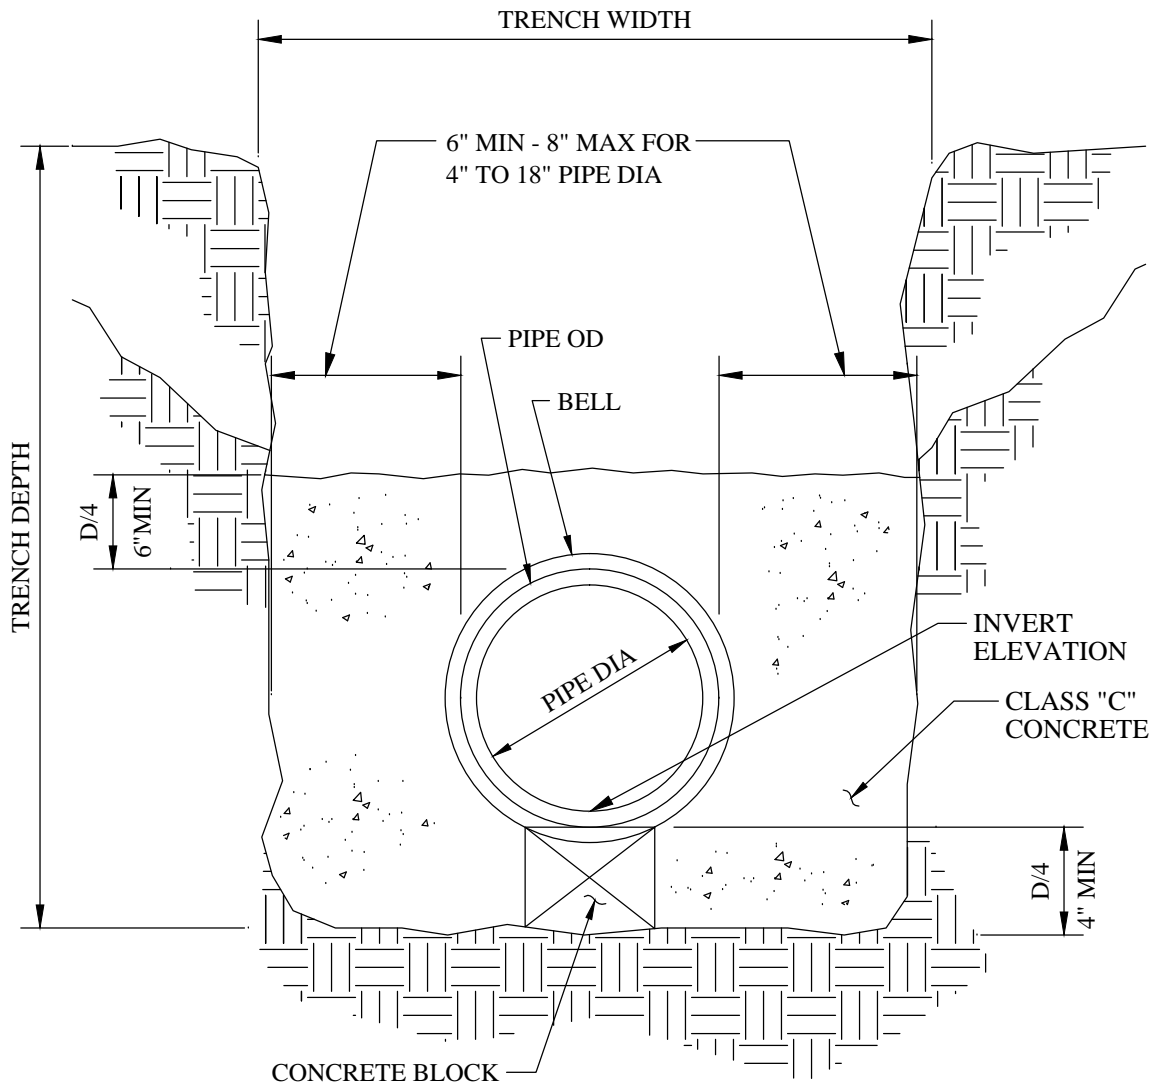 TRENCH WIDTH
6" MIN - 8" MAX FOR
4" TO 18" PIPE DIA
PIPE OD
BELL
TRENCH DEPTH
D/4
6"MIN
PIPE DIA
INVERT
ELEVATION
CLASS "C"
CONCRETE
D/4
4" MIN
CONCRETE BLOCK